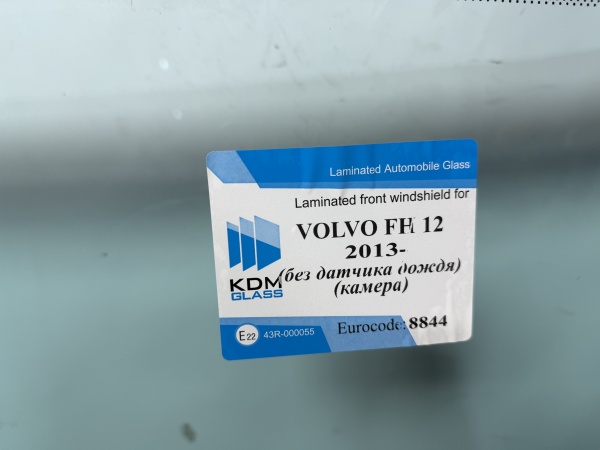 Laminated Automobile Glass
Laminated front windshield for
VOLVO FH 12
2013-
(без датчика дождя)
(камера)
KDM
GLASS
E22 43R-000055
Eurocode: 8844